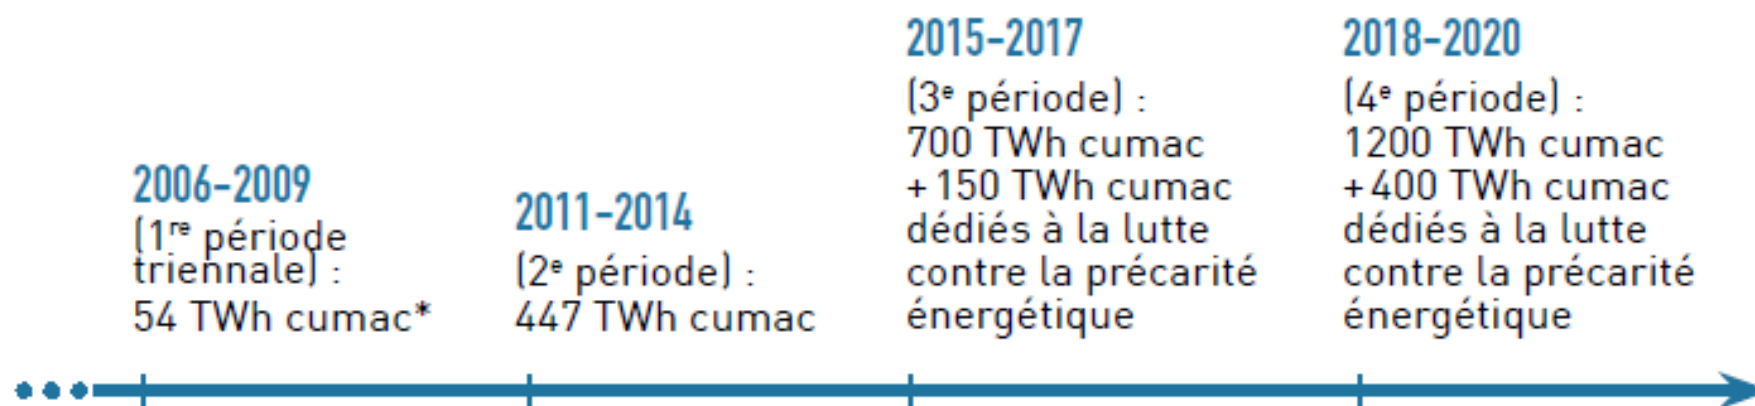 2006-2009
(1re période
triennale) :
54 TWh cumac*
2011-2014
(2e période) :
447 TWh cumac
2015-2017
(3e période) :
700 TWh cumac
+ 150 TWh cumac
dédiés à la lutte
contre la précarité
énergétique
2018-2020
(4e période) :
1200 TWh cumac
+ 400 TWh cumac
dédiés à la lutte
contre la précarité
énergétique